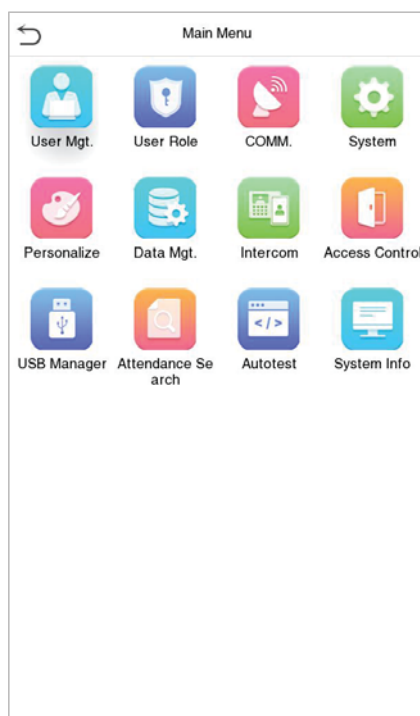 Main Menu
User Mgt.
User Role
COMM.
System
Personalize
Data Mgt.
Intercom
Access Control
</>
USB Manager
Attendance Se
arch
Autotest
System Info